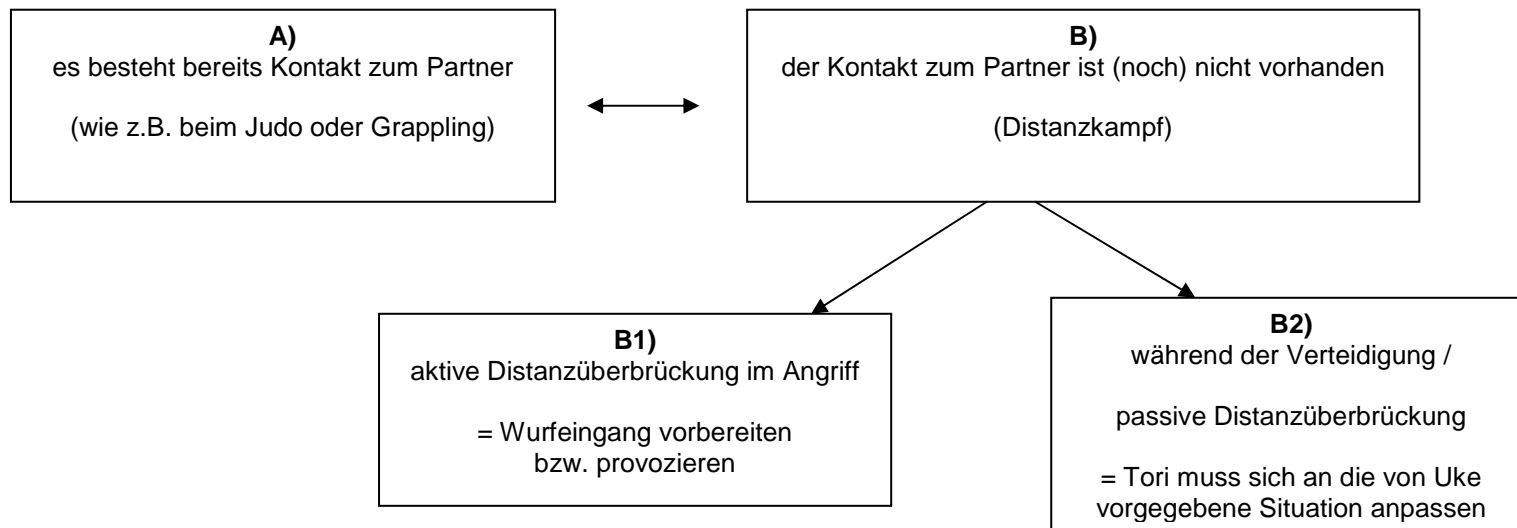 A)
es besteht bereits Kontakt zum Partner
(wie z.B. beim Judo oder Grappling)
B)
der Kontakt zum Partner ist (noch) nicht vorhanden
(Distanzkampf)
B1)
aktive Distanzüberbrückung im Angriff
= Wurfeingang vorbereiten
bzw. provozieren
B2)
während der Verteidigung /
passive Distanzüberbrückung
= Tori muss sich an die von Uke
vorgegebene Situation anpassen